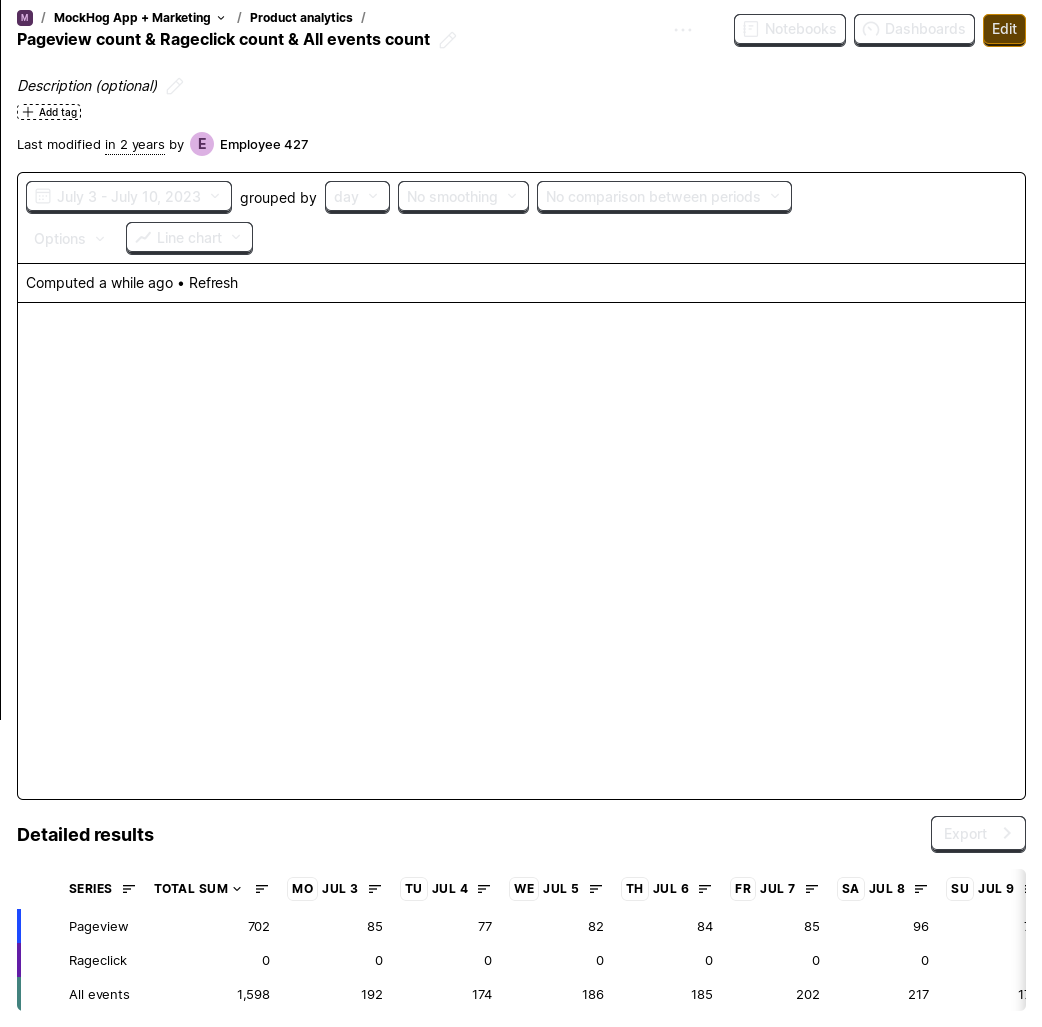 M / MockHog App + Marketing / Product analytics /
Pageview count & Rageclick count & All events count
Notebooks Dashboards Edit
Description (optional)
Add tag
Last modified in 2 years by E Employee 427
July 3 - July 10, 2023 grouped by day No smoothing No comparison between periods
Options Line chart
Computed a while ago • Refresh
Detailed results
Export
SERIES TOTAL SUM MO JUL 3 TU JUL 4 WE JUL 5 TH JUL 6 FR JUL 7 SA JUL 8 SU JUL 9
Pageview 702 85 77 82 84 85 96
Rageclick 0 0 0 0 0 0 0
All events 1,598 192 174 186 185 202 217